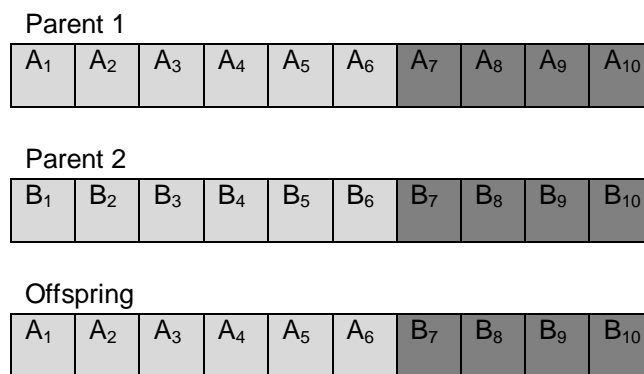 Parent 1
A₁ A₂ A₃ A₄ A₅ A₆ A₇ A₈ A₉ A₁₀
Parent 2
B₁ B₂ B₃ B₄ B₅ B₆ B₇ B₈ B₉ B₁₀
Offspring
A₁ A₂ A₃ A₄ A₅ A₆ B₇ B₈ B₉ B₁₀